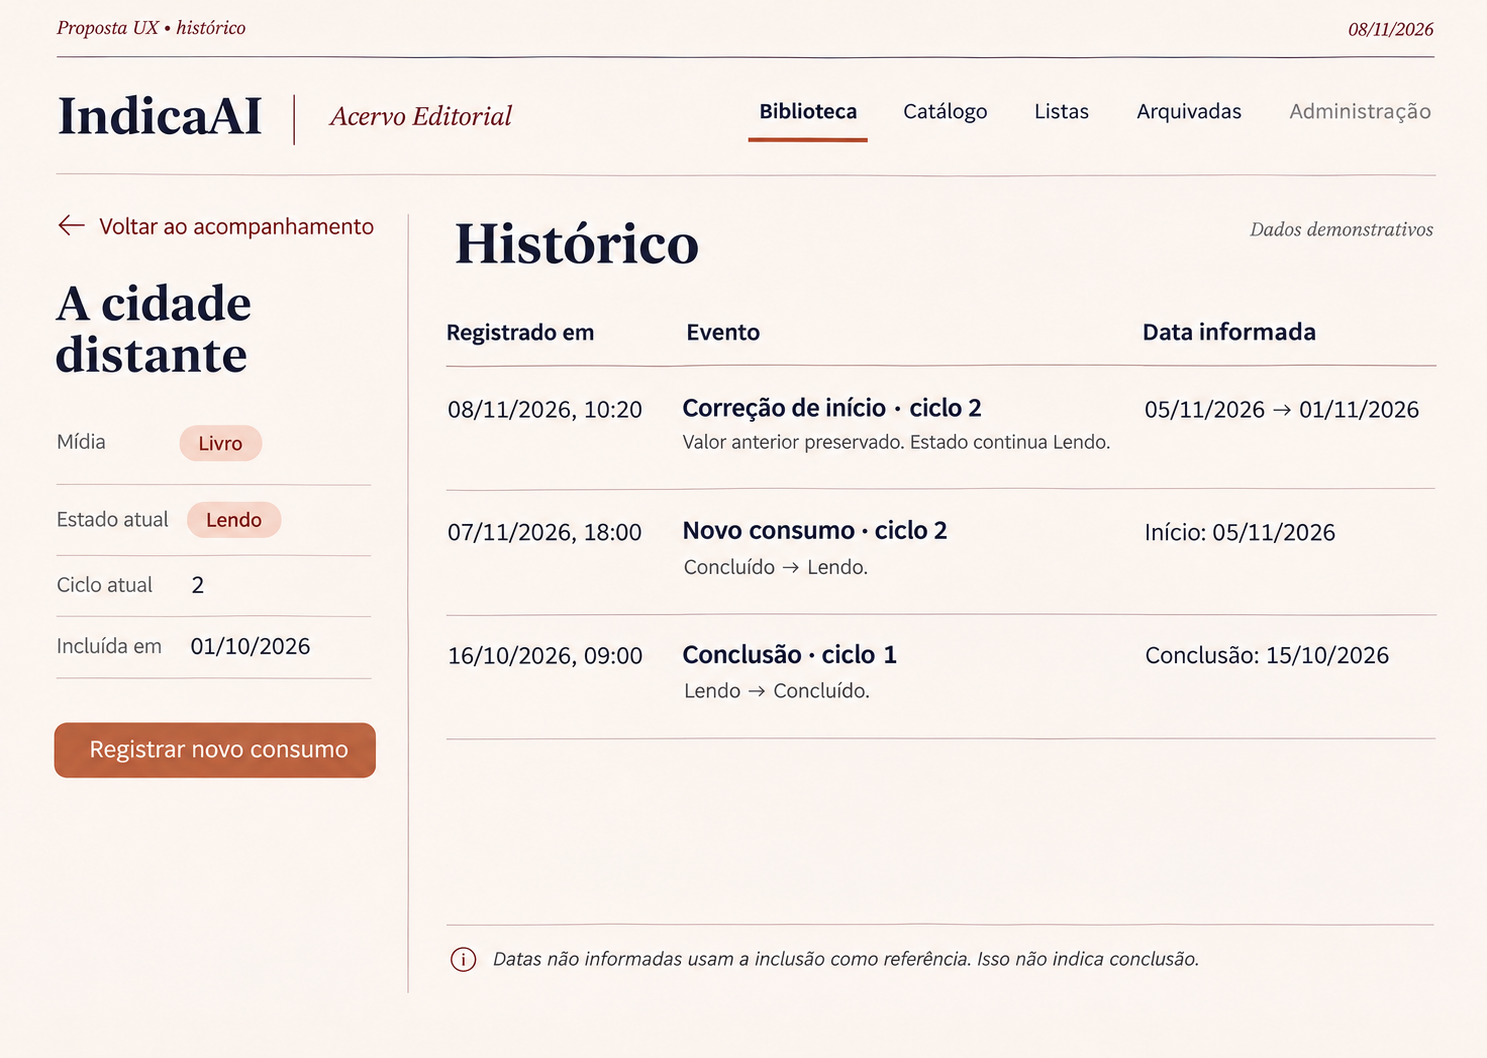 Proposta UX • histórico
08/11/2026
IndicaAI
Acervo Editorial
Biblioteca
Catálogo
Listas
Arquivadas
Administração
← Voltar ao acompanhamento
A cidade
distante
Mídia Livro
Estado atual Lendo
Ciclo atual 2
Incluída em 01/10/2026
Registrar novo consumo
Histórico
Dados demonstrativos
Registrado em Evento Data informada
08/11/2026, 10:20 Correção de início · ciclo 2 05/11/2026 → 01/11/2026
Valor anterior preservado. Estado continua Lendo.
07/11/2026, 18:00 Novo consumo · ciclo 2 Início: 05/11/2026
Concluído → Lendo.
16/10/2026, 09:00 Conclusão · ciclo 1 Conclusão: 15/10/2026
Lendo → Concluído.
Datas não informadas usam a inclusão como referência. Isso não indica conclusão.